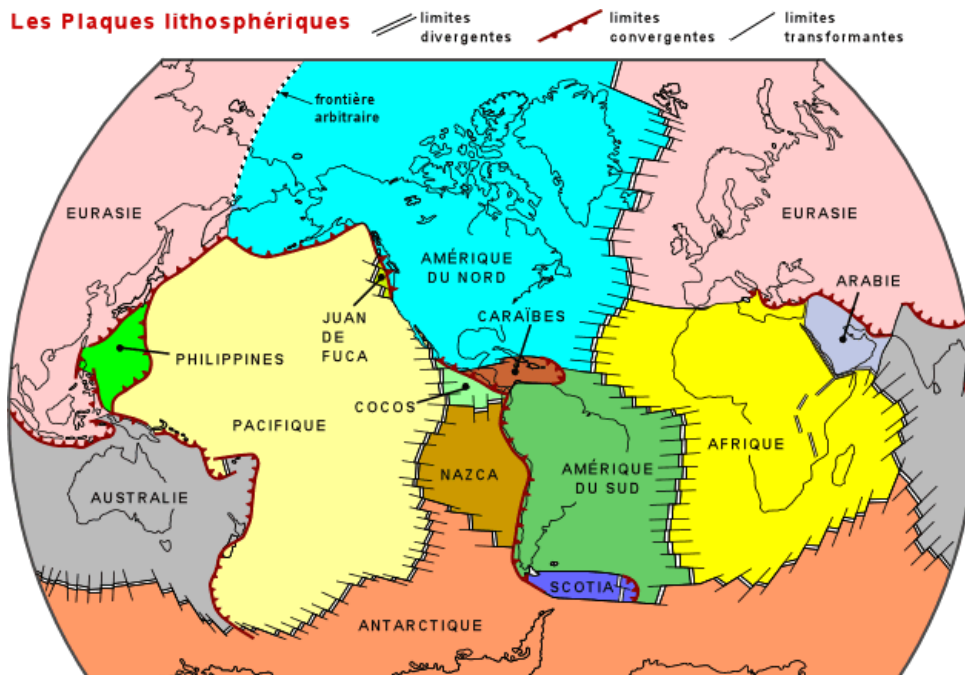 Les Plaques lithosphériques
limites
divergentes
limites
convergentes
limites
transformantes
frontière
arbitraire
EURASIE
EURASIE
AMÉRIQUE
DU NORD
ARABIE
JUAN
DE
FUCA
CARAÏBES
PHILIPPINES
COCOS
PACIFIQUE
AFRIQUE
NAZCA
AMÉRIQUE
DU SUD
AUSTRALIE
SCOTIA
ANTARCTIQUE